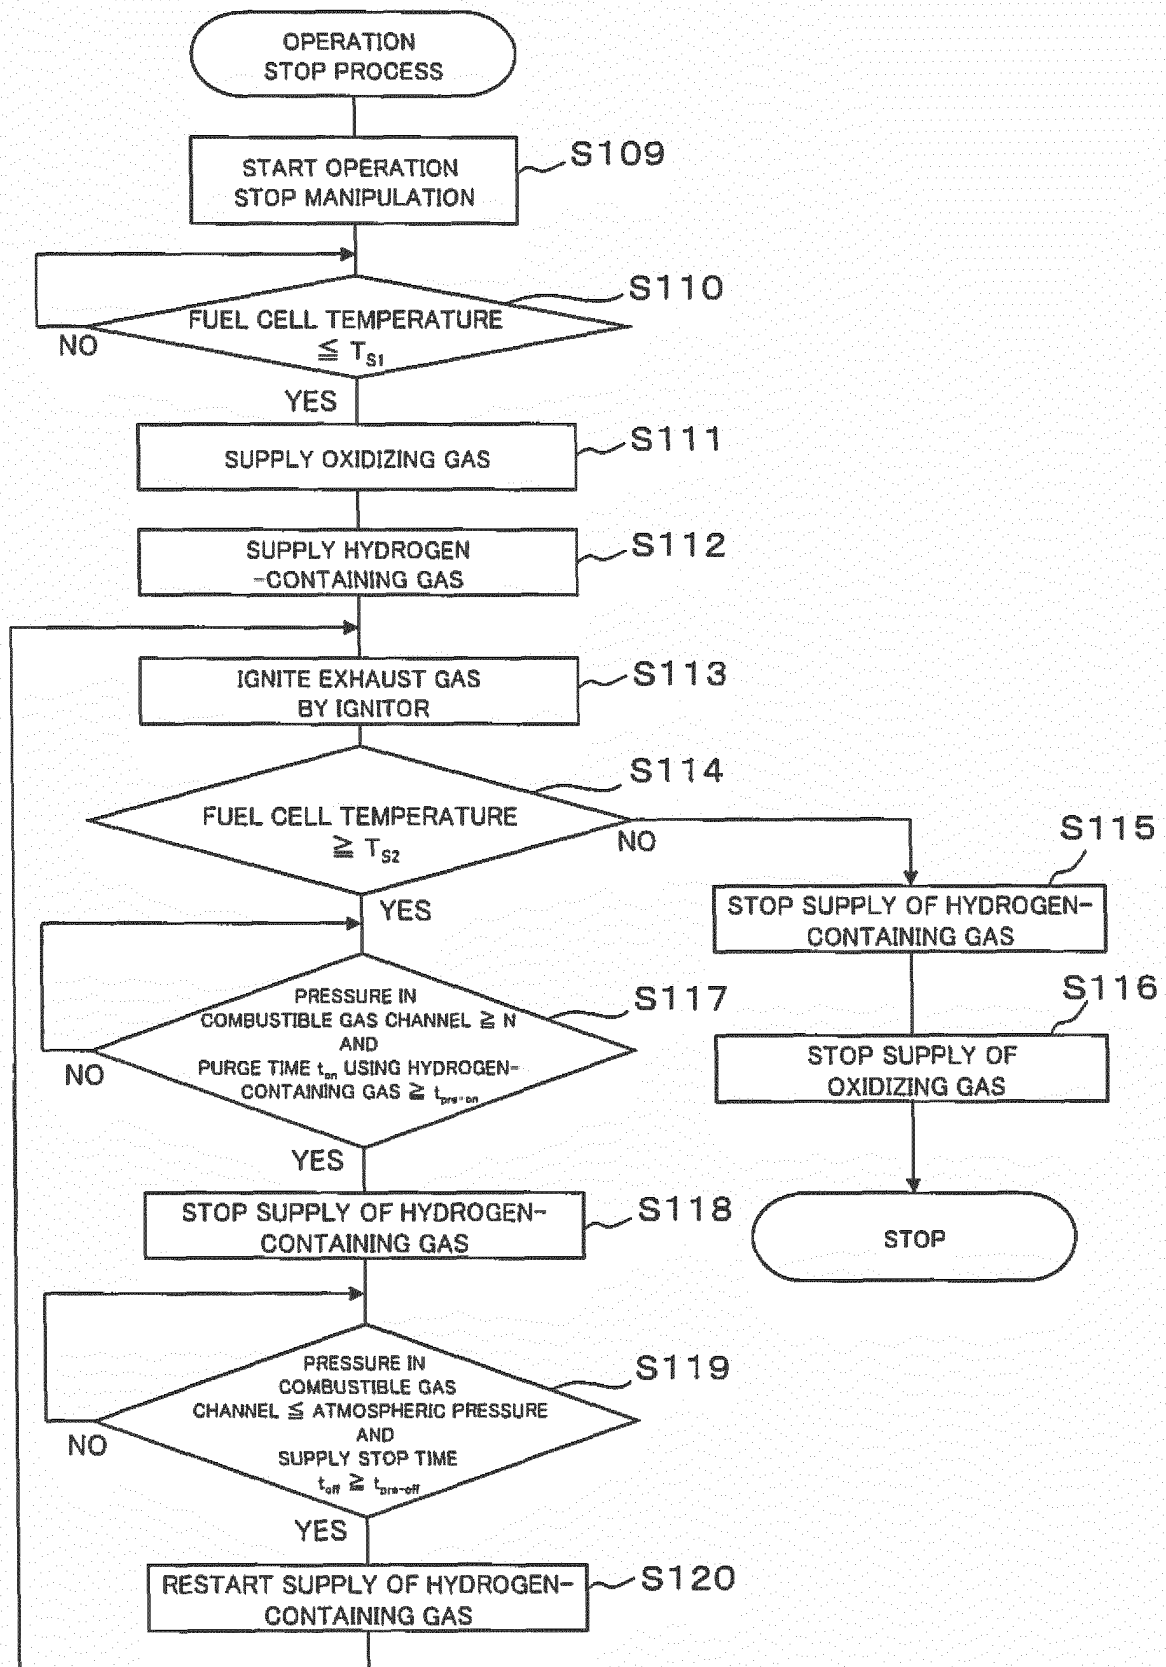 OPERATION
STOP PROCESS
START OPERATION
STOP MANIPULATION
S109
FUEL CELL TEMPERATURE
≦ TS1
S110
NO
YES
SUPPLY OXIDIZING GAS
S111
SUPPLY HYDROGEN
-CONTAINING GAS
S112
IGNITE EXHAUST GAS
BY IGNITOR
S113
FUEL CELL TEMPERATURE
≧ TS2
S114
NO
YES
S115
STOP SUPPLY OF HYDROGEN-
CONTAINING GAS
S116
STOP SUPPLY OF
OXIDIZING GAS
STOP
PRESSURE IN
COMBUSTIBLE GAS CHANNEL ≧ N
AND
PURGE TIME ton USING HYDROGEN-
CONTAINING GAS ≧ tpre-on
S117
NO
YES
STOP SUPPLY OF HYDROGEN-
CONTAINING GAS
S118
PRESSURE IN
COMBUSTIBLE GAS
CHANNEL ≦ ATMOSPHERIC PRESSURE
AND
SUPPLY STOP TIME
toff ≧ tpre-off
S119
NO
YES
RESTART SUPPLY OF HYDROGEN-
CONTAINING GAS
S120